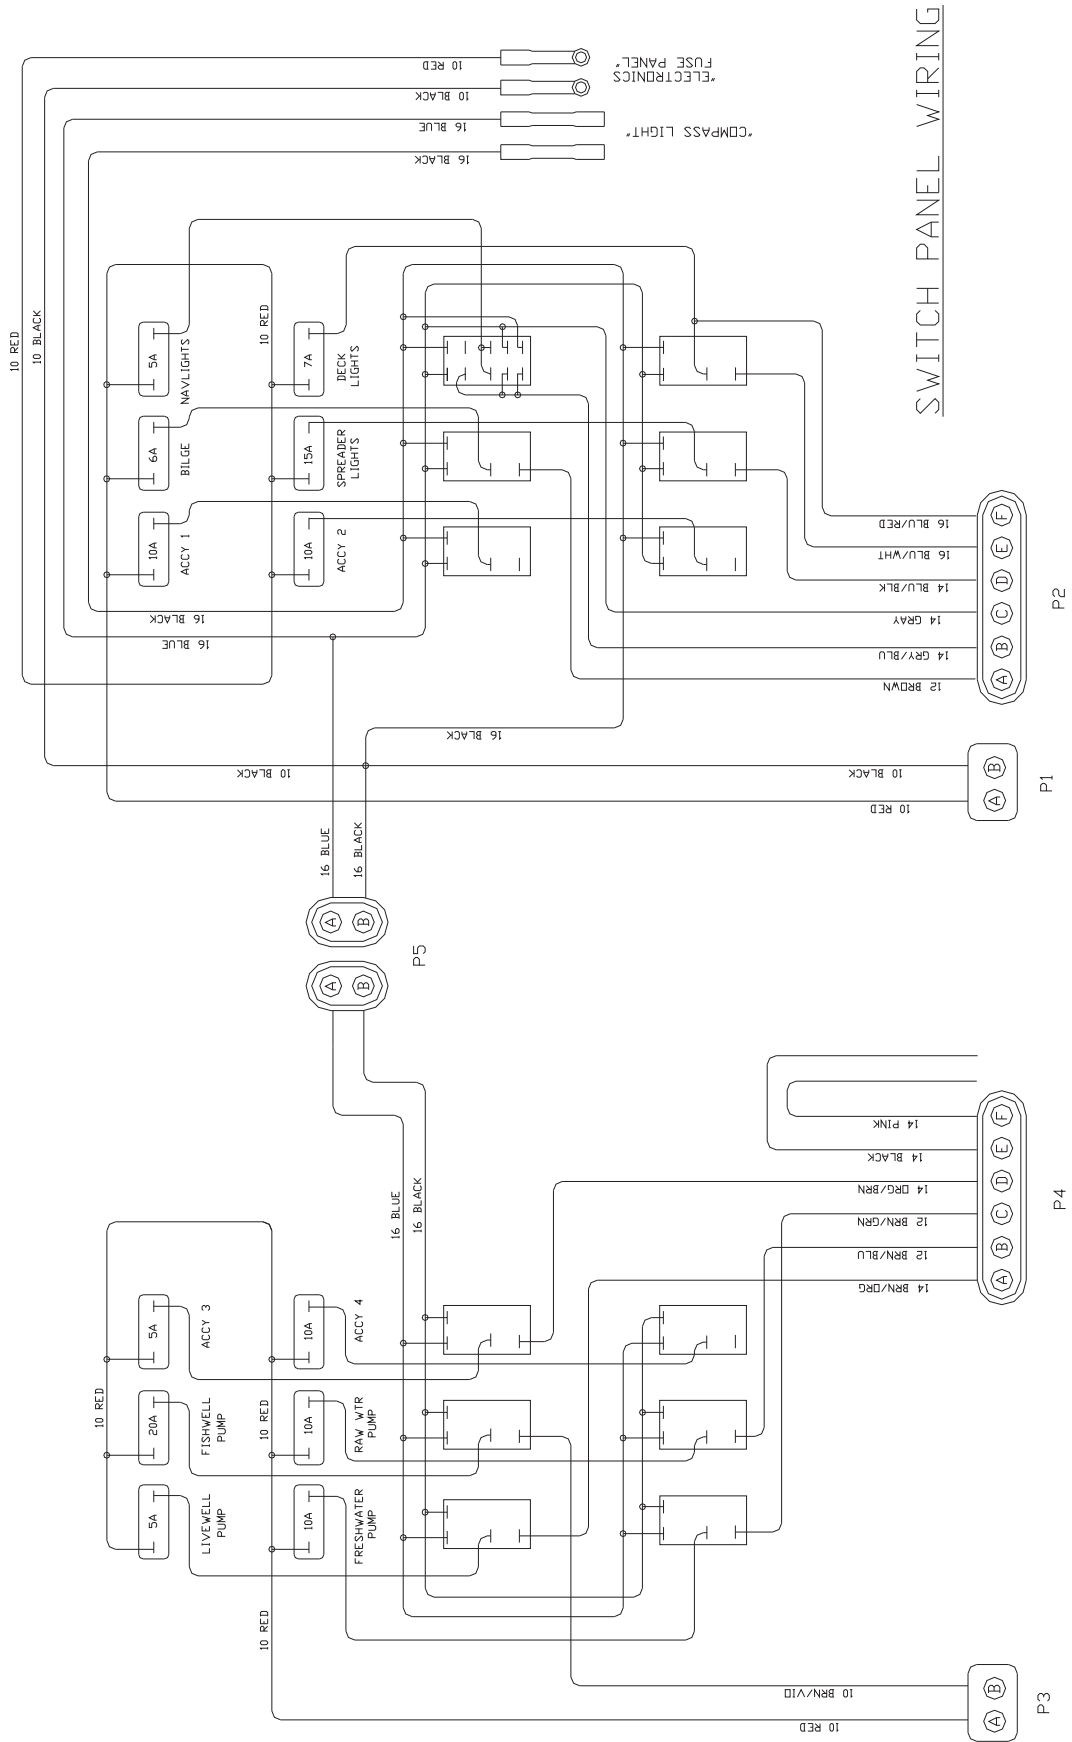 SWITCH PANEL WIRING
10 RED
10 BLACK
10 RED
10 BLACK
16 BLUE
16 BLACK
"ELECTRONICS
FUSE PANEL"
"COMPASS LIGHT"
5A
NAVLIGHTS
6A
BILGE
10A
ACCY 1
10 RED
7A
DECK
LIGHTS
15A
SPREADER
LIGHTS
10A
ACCY 2
16 BLACK
16 BLUE
16 BLACK
10 BLACK
10 BLACK
10 RED
16 BLU/RED
16 BLU/WHT
14 BLU/BLK
14 GRAY
14 GRY/BLU
12 BROWN
F
E
D
C
B
A
P2
B
A
P1
16 BLUE
16 BLACK
A
B
A
B
P5
16 BLUE
16 BLACK
14 PINK
14 BLACK
14 ORG/BRN
12 BRN/GRN
12 BRN/BLU
14 BRN/ORG
F
E
D
C
B
A
P4
5A
ACCY 3
10 RED
20A
FISHWELL
PUMP
5A
LIVEWELL
PUMP
10A
ACCY 4
10 RED
10A
RAW WTR
PUMP
10A
FRESHWATER
PUMP
10 RED
10 BRN/VIO
10 RED
B
A
P3